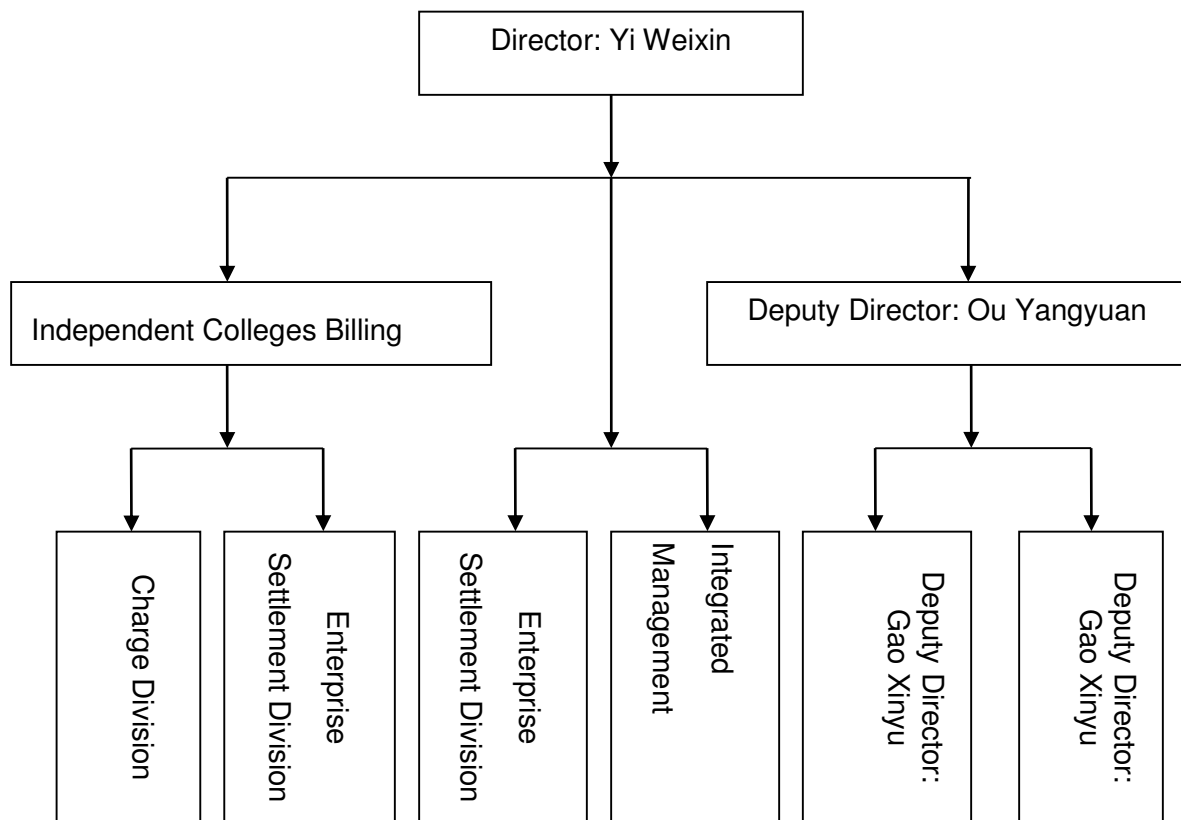 Director: Yi Weixin
Independent Colleges Billing
Deputy Director: Ou Yangyuan
Charge Division
Enterprise
Settlement Division
Enterprise
Settlement Division
Integrated
Management
Deputy Director:
Gao Xinyu
Deputy Director:
Gao Xinyu